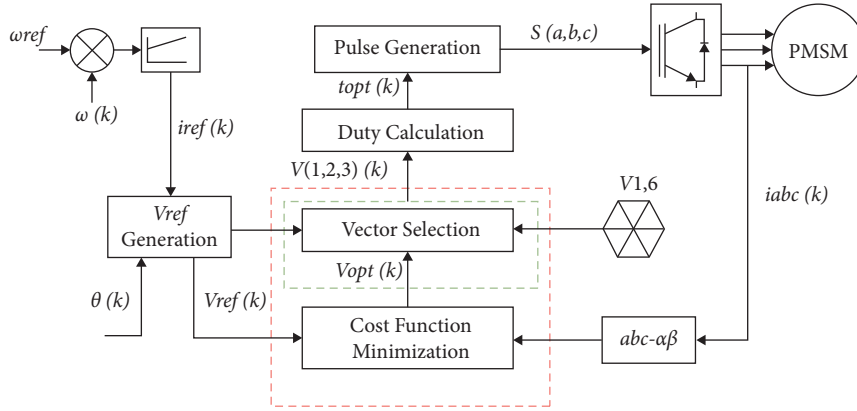 ωref
ω (k)
iref (k)
Pulse Generation
S (a,b,c)
PMSM
topt (k)
Duty Calculation
V(1,2,3) (k)
V1,6
iabc (k)
Vref
Generation
Vector Selection
Vopt (k)
θ (k)
Vref (k)
Cost Function
Minimization
abc-αβ